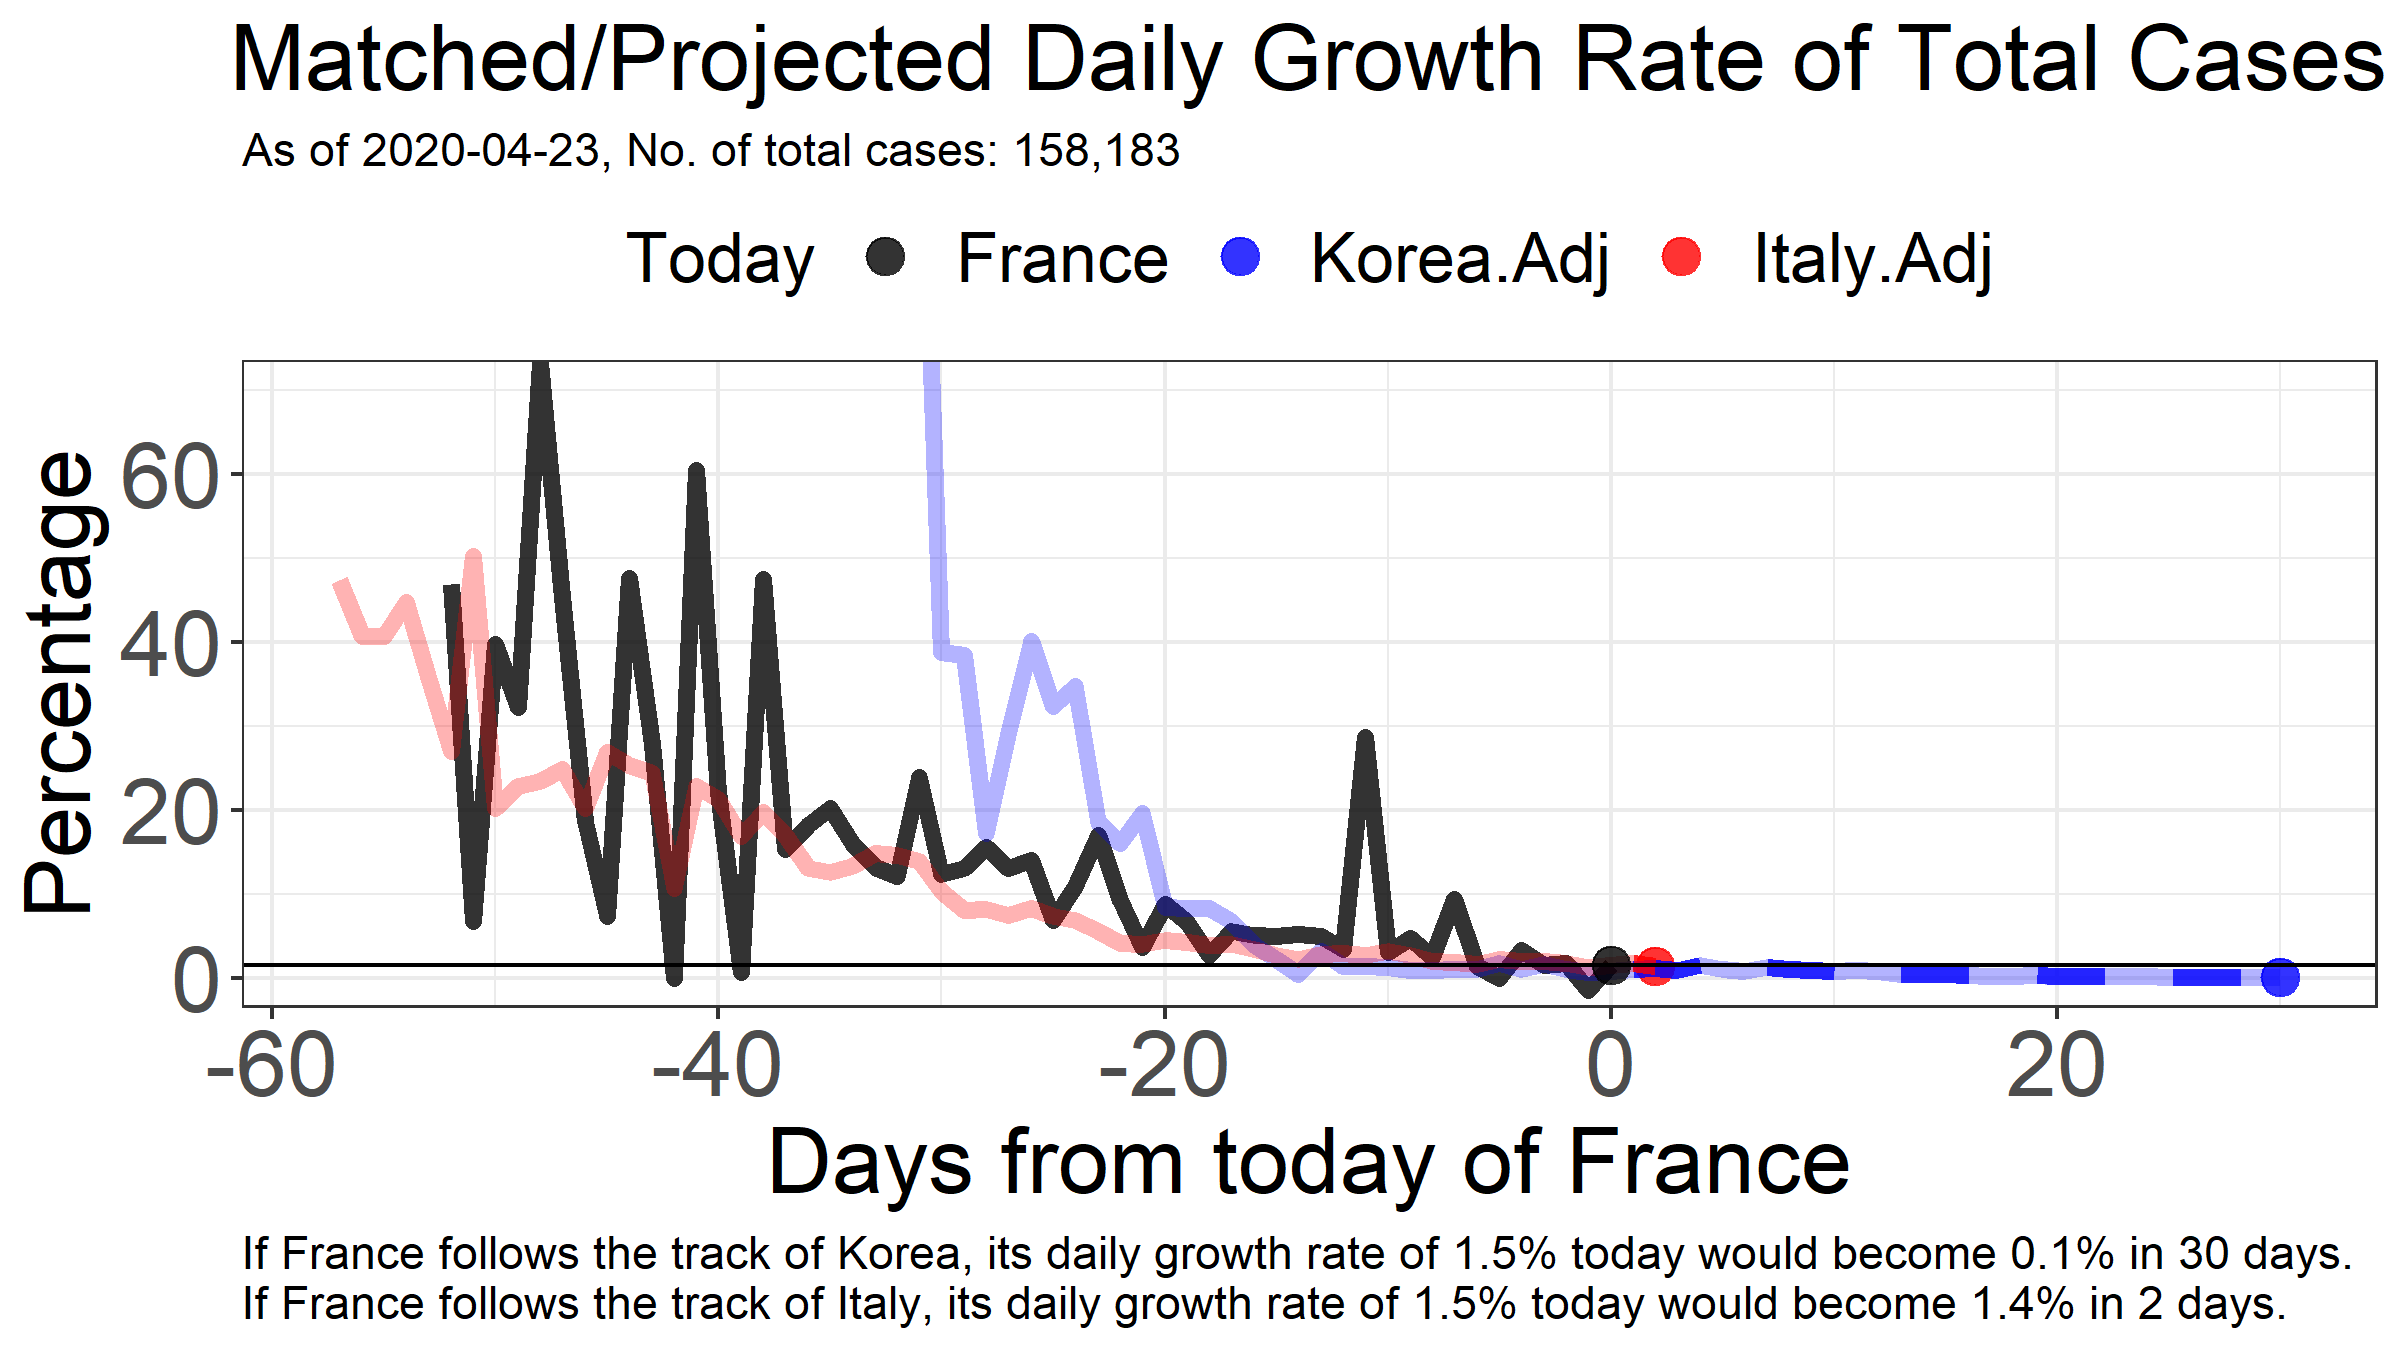 Matched/Projected Daily Growth Rate of Total Cases
As of 2020-04-23, No. of total cases: 158,183
Today France Korea.Adj Italy.Adj
Percentage
60
40
20
0
-60 -40 -20 0 20
Days from today of France
If France follows the track of Korea, its daily growth rate of 1.5% today would become 0.1% in 30 days.
If France follows the track of Italy, its daily growth rate of 1.5% today would become 1.4% in 2 days.